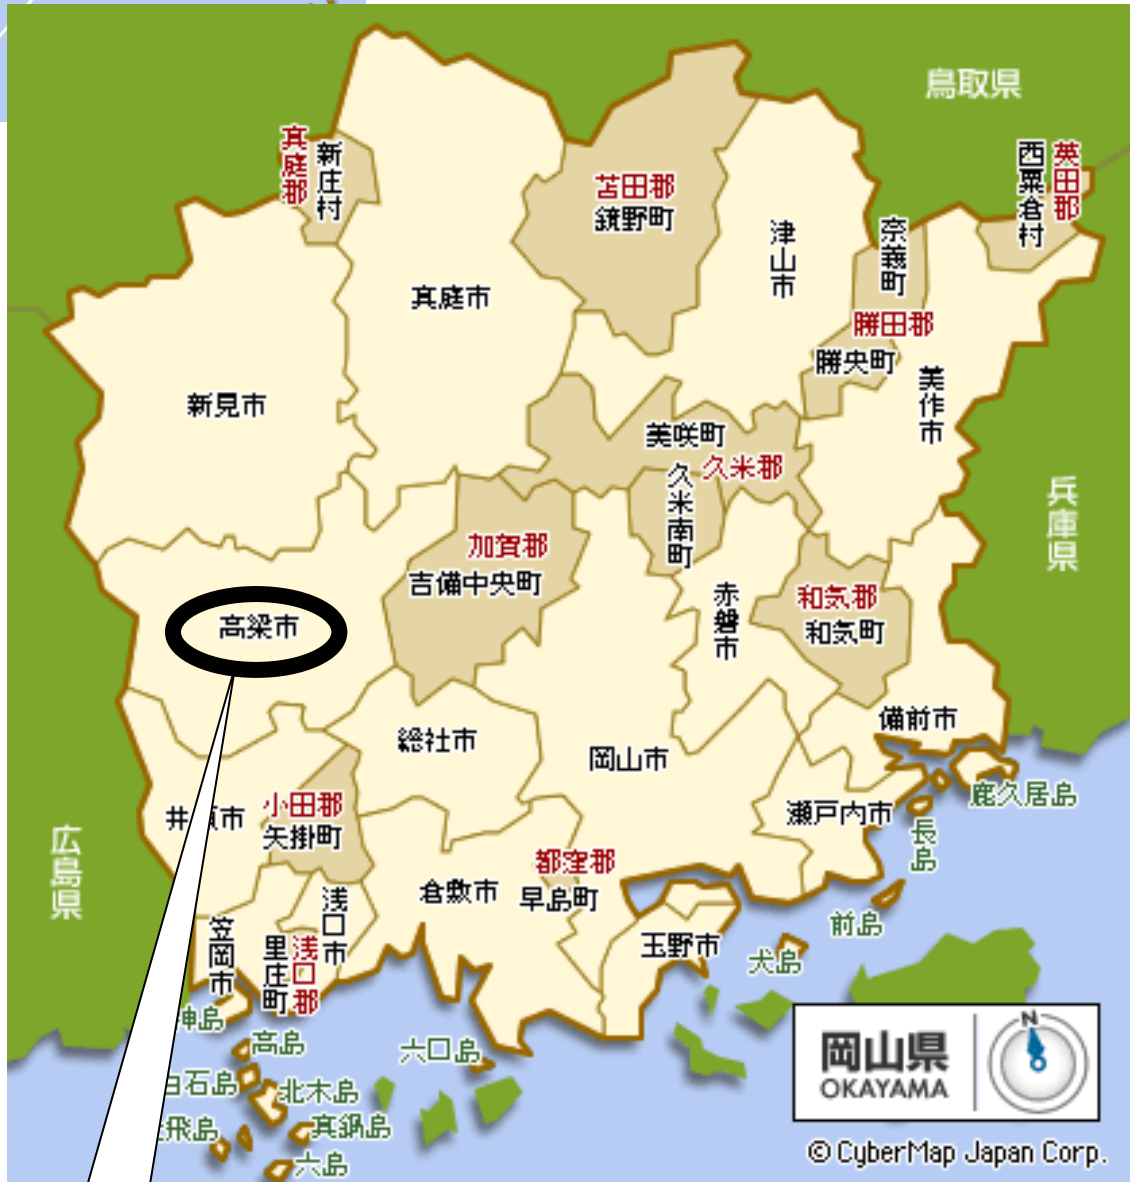 鳥取県
真庭郡
新庄村
苫田郡
鏡野町
津山市
奈義町
西粟倉村
英田郡
真庭市
勝田郡
勝央町
美作市
新見市
美咲町
久米郡
久米南町
兵庫県
加賀郡
吉備中央町
赤磐市
和気郡
和気町
高梁市
備前市
総社市
岡山市
瀬戸内市
鹿久居島
長島
小田郡
矢掛町
広島県
都窪郡
早島町
倉敷市
浅口市
笠岡市
里庄町
浅口郡
玉野市
前島
犬島
神島
高島
六口島
白石島
北木島
飛島
真鍋島
六島
岡山県
OKAYAMA
N
© CyberMap Japan Corp.